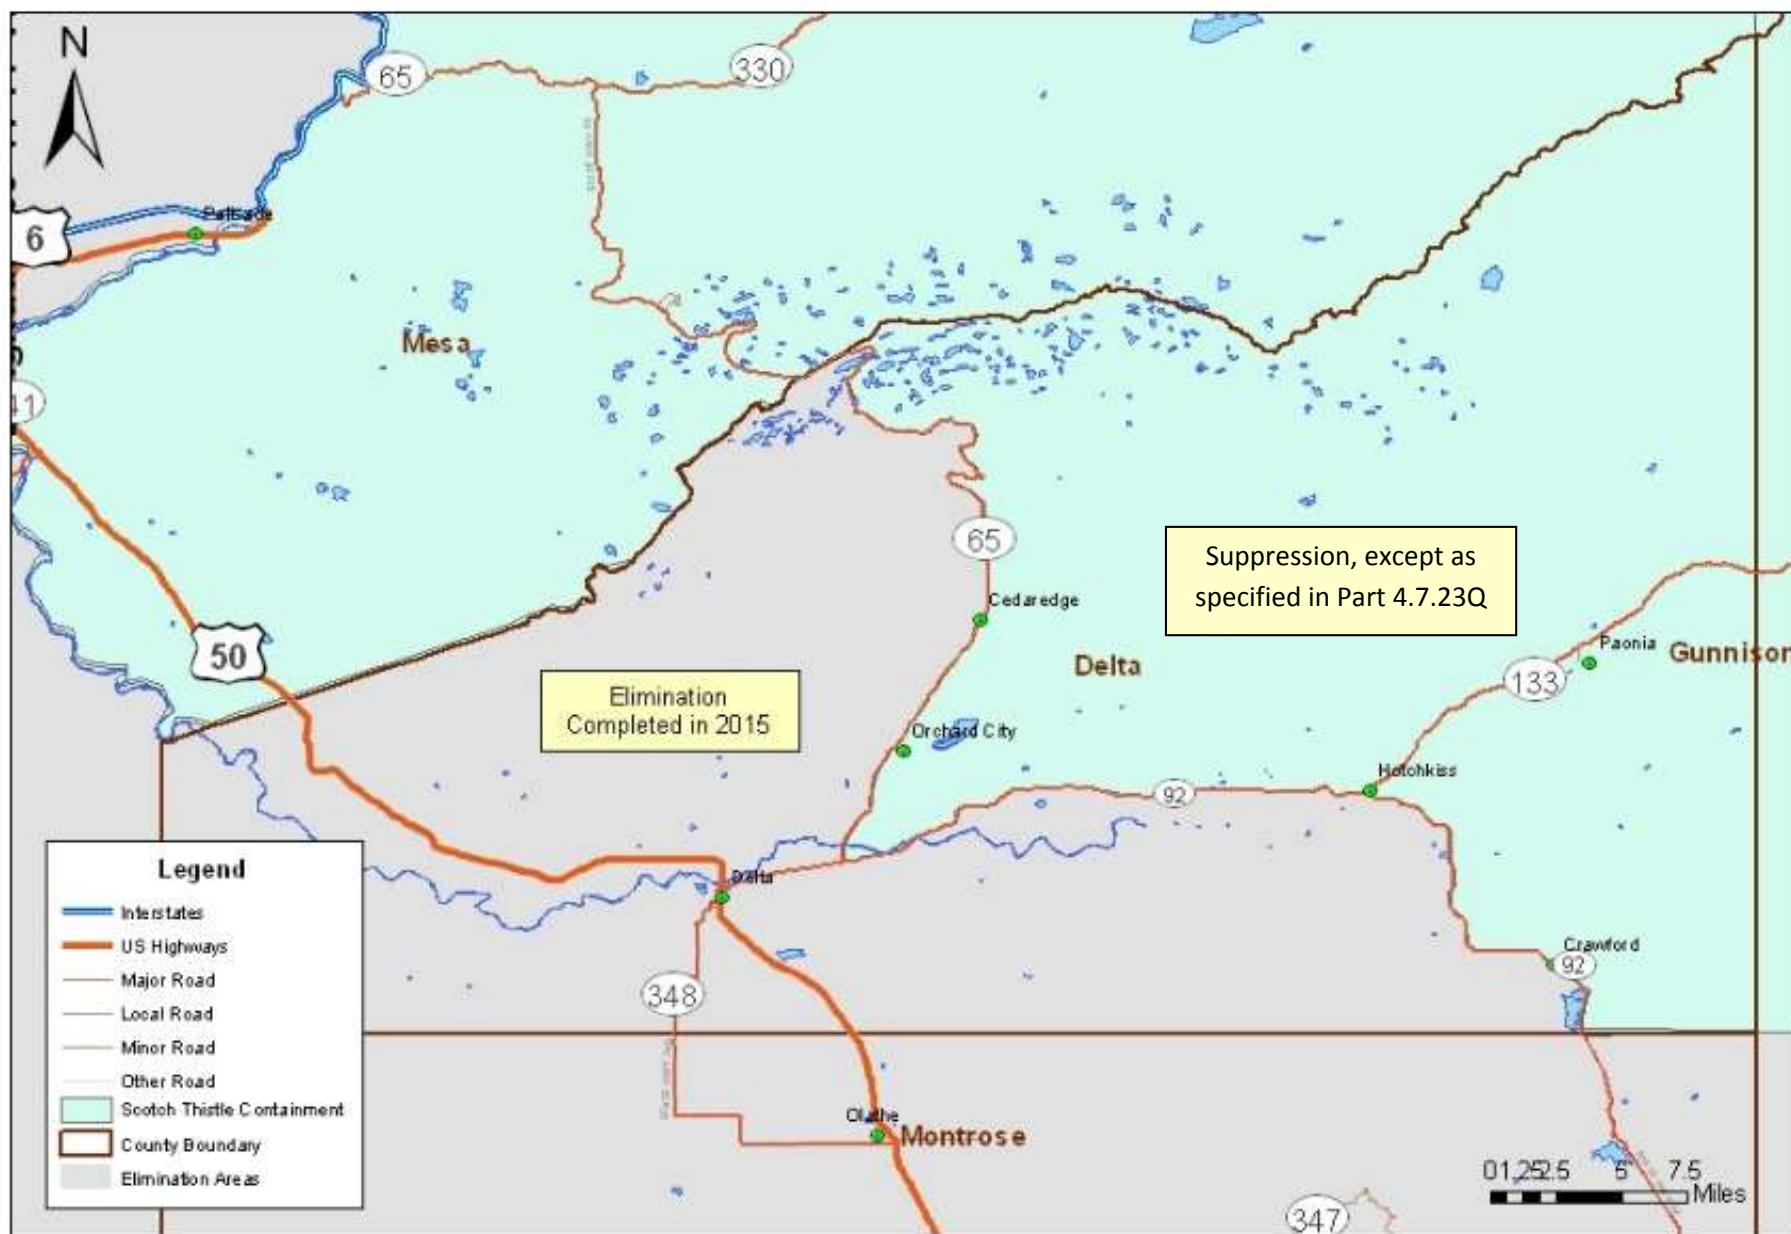 N
65
330
6
Palisade
Mesa
41
65
50
Cedaredge
Suppression, except as
specified in Part 4.7.23Q
Delta
Paonia
Gunnison
133
Elimination
Completed in 2015
Orchard City
Hotchkiss
92
Delta
Crawford
92
348
Olathe
Montrose
347
Legend
Interstates
US Highways
Major Road
Local Road
Minor Road
Other Road
Scotch Thistle Containment
County Boundary
Elimination Areas
0 1.25 2.5 5 7.5
Miles